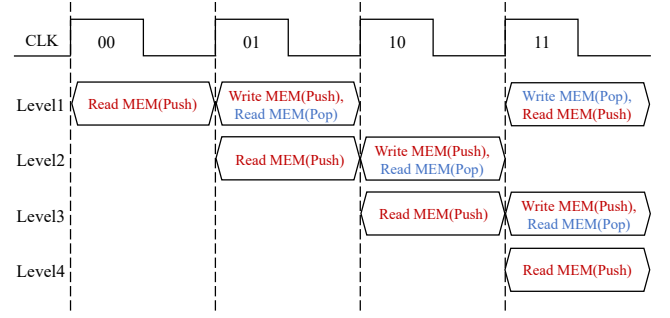 CLK 00 01 10 11
Level1 Read MEM(Push) Write MEM(Push), Write MEM(Pop),
Read MEM(Pop) Read MEM(Push)
Level2 Read MEM(Push) Write MEM(Push),
Read MEM(Pop)
Level3 Read MEM(Push) Write MEM(Push),
Read MEM(Pop)
Level4 Read MEM(Push)